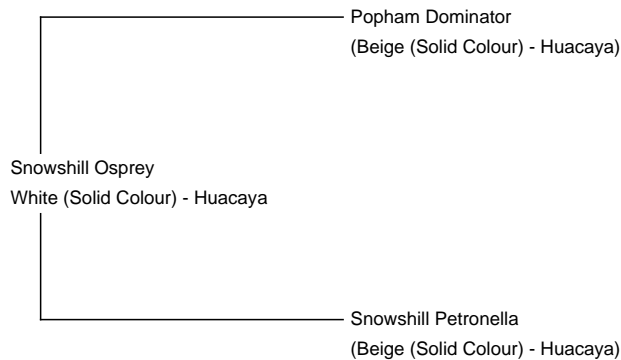 Popham Dominator
(Beige (Solid Colour) - Huacaya)
Snowshill Osprey
White (Solid Colour) - Huacaya
Snowshill Petronella
(Beige (Solid Colour) - Huacaya)